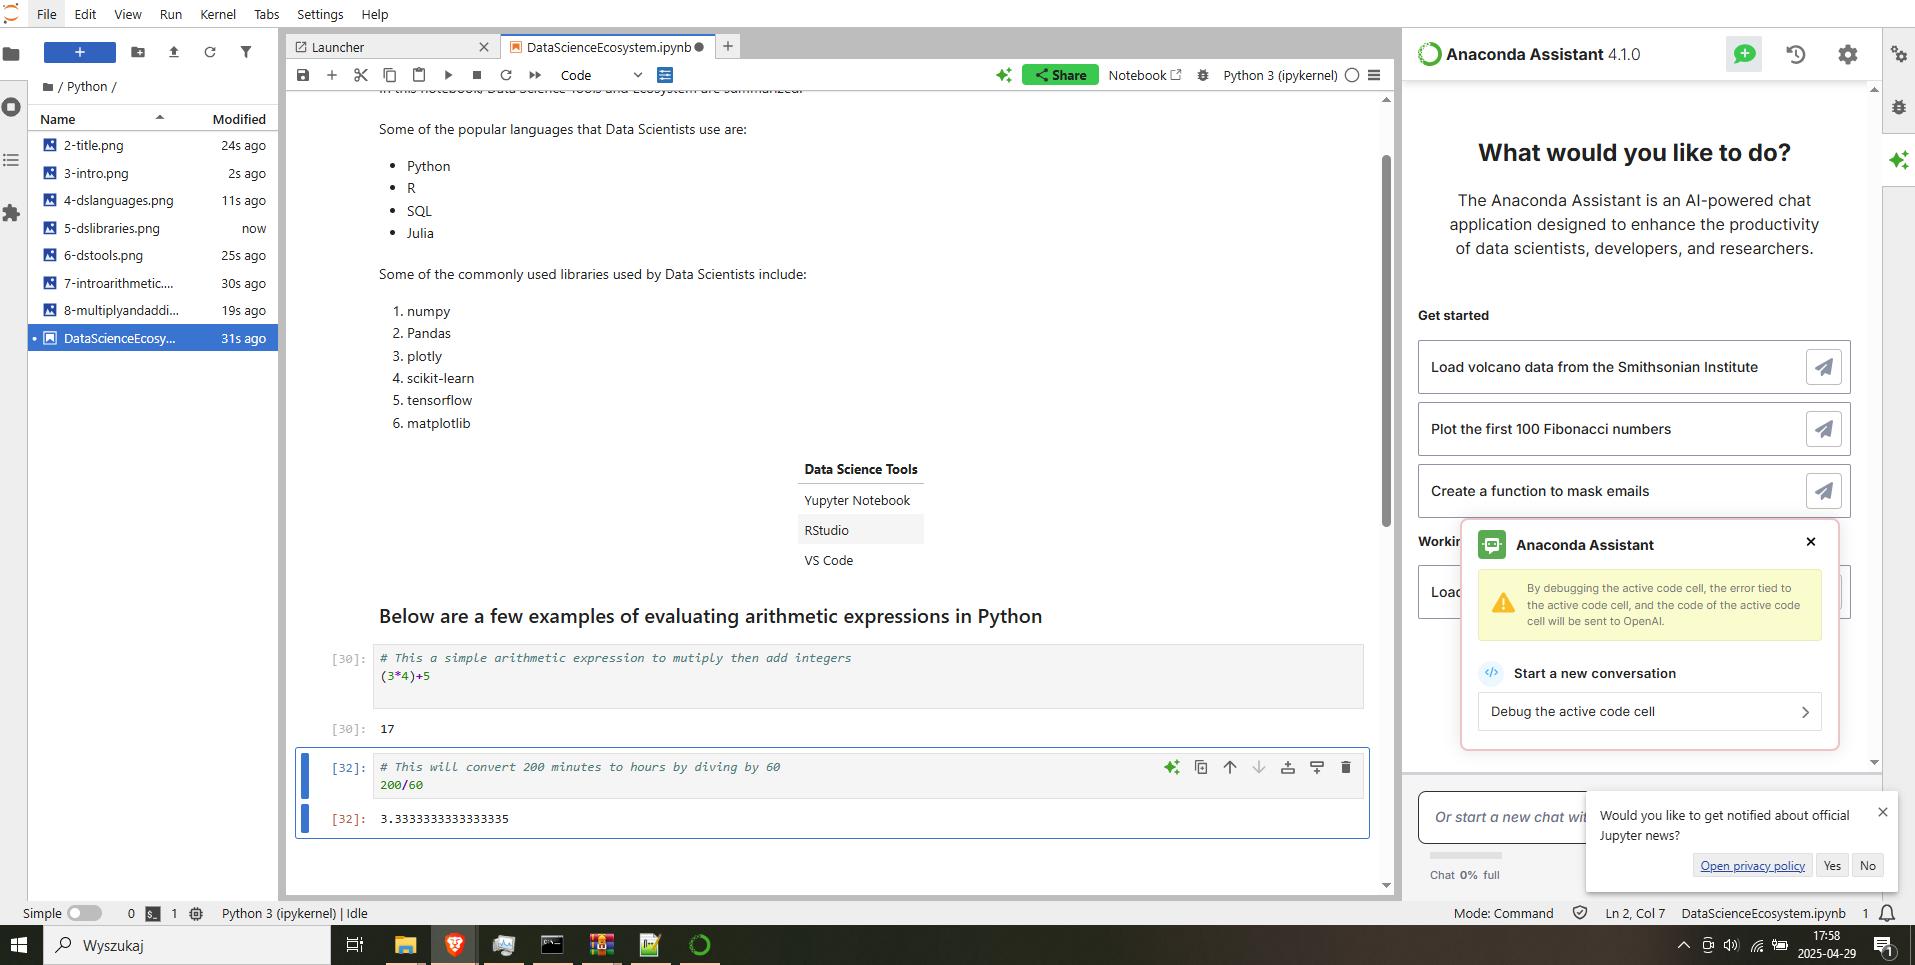 File Edit View Run Kernel Tabs Settings Help
Launcher
DataScienceEcosystem.ipynb
Anaconda Assistant 4.1.0
Code
Share
Notebook
Python 3 (ipykernel)
/ Python /
Name Modified
2-title.png 24s ago
3-intro.png 2s ago
4-dslanguages.png 11s ago
5-dslibraries.png now
6-dstools.png 25s ago
7-introarithmetic.... 30s ago
8-multiplyandaddi... 19s ago
DataScienceEcosy... 31s ago
In this notebook, Data Science Tools and Ecosystem are summarized.
Some of the popular languages that Data Scientists use are:
Python
R
SQL
Julia
Some of the commonly used libraries used by Data Scientists include:
1. numpy
2. Pandas
3. plotly
4. scikit-learn
5. tensorflow
6. matplotlib
Data Science Tools
Yupyter Notebook
RStudio
VS Code
Below are a few examples of evaluating arithmetic expressions in Python
[30]: # This a simple arithmetic expression to mutiply then add integers
(3*4)+5
[30]: 17
[32]: # This will convert 200 minutes to hours by diving by 60
200/60
[32]: 3.3333333333333335
What would you like to do?
The Anaconda Assistant is an AI-powered chat
application designed to enhance the productivity
of data scientists, developers, and researchers.
Get started
Load volcano data from the Smithsonian Institute
Plot the first 100 Fibonacci numbers
Create a function to mask emails
Workin
Load
Anaconda Assistant
By debugging the active code cell, the error tied to
the active code cell, and the code of the active code
cell will be sent to OpenAI.
Start a new conversation
Debug the active code cell
Or start a new chat wit
Chat 0% full
Would you like to get notified about official
Jupyter news?
Open privacy policy Yes No
Simple 0 1 Python 3 (ipykernel) | Idle
Mode: Command Ln 2, Col 7 DataScienceEcosystem.ipynb 1
Wyszukaj
17:58
2025-04-29
1